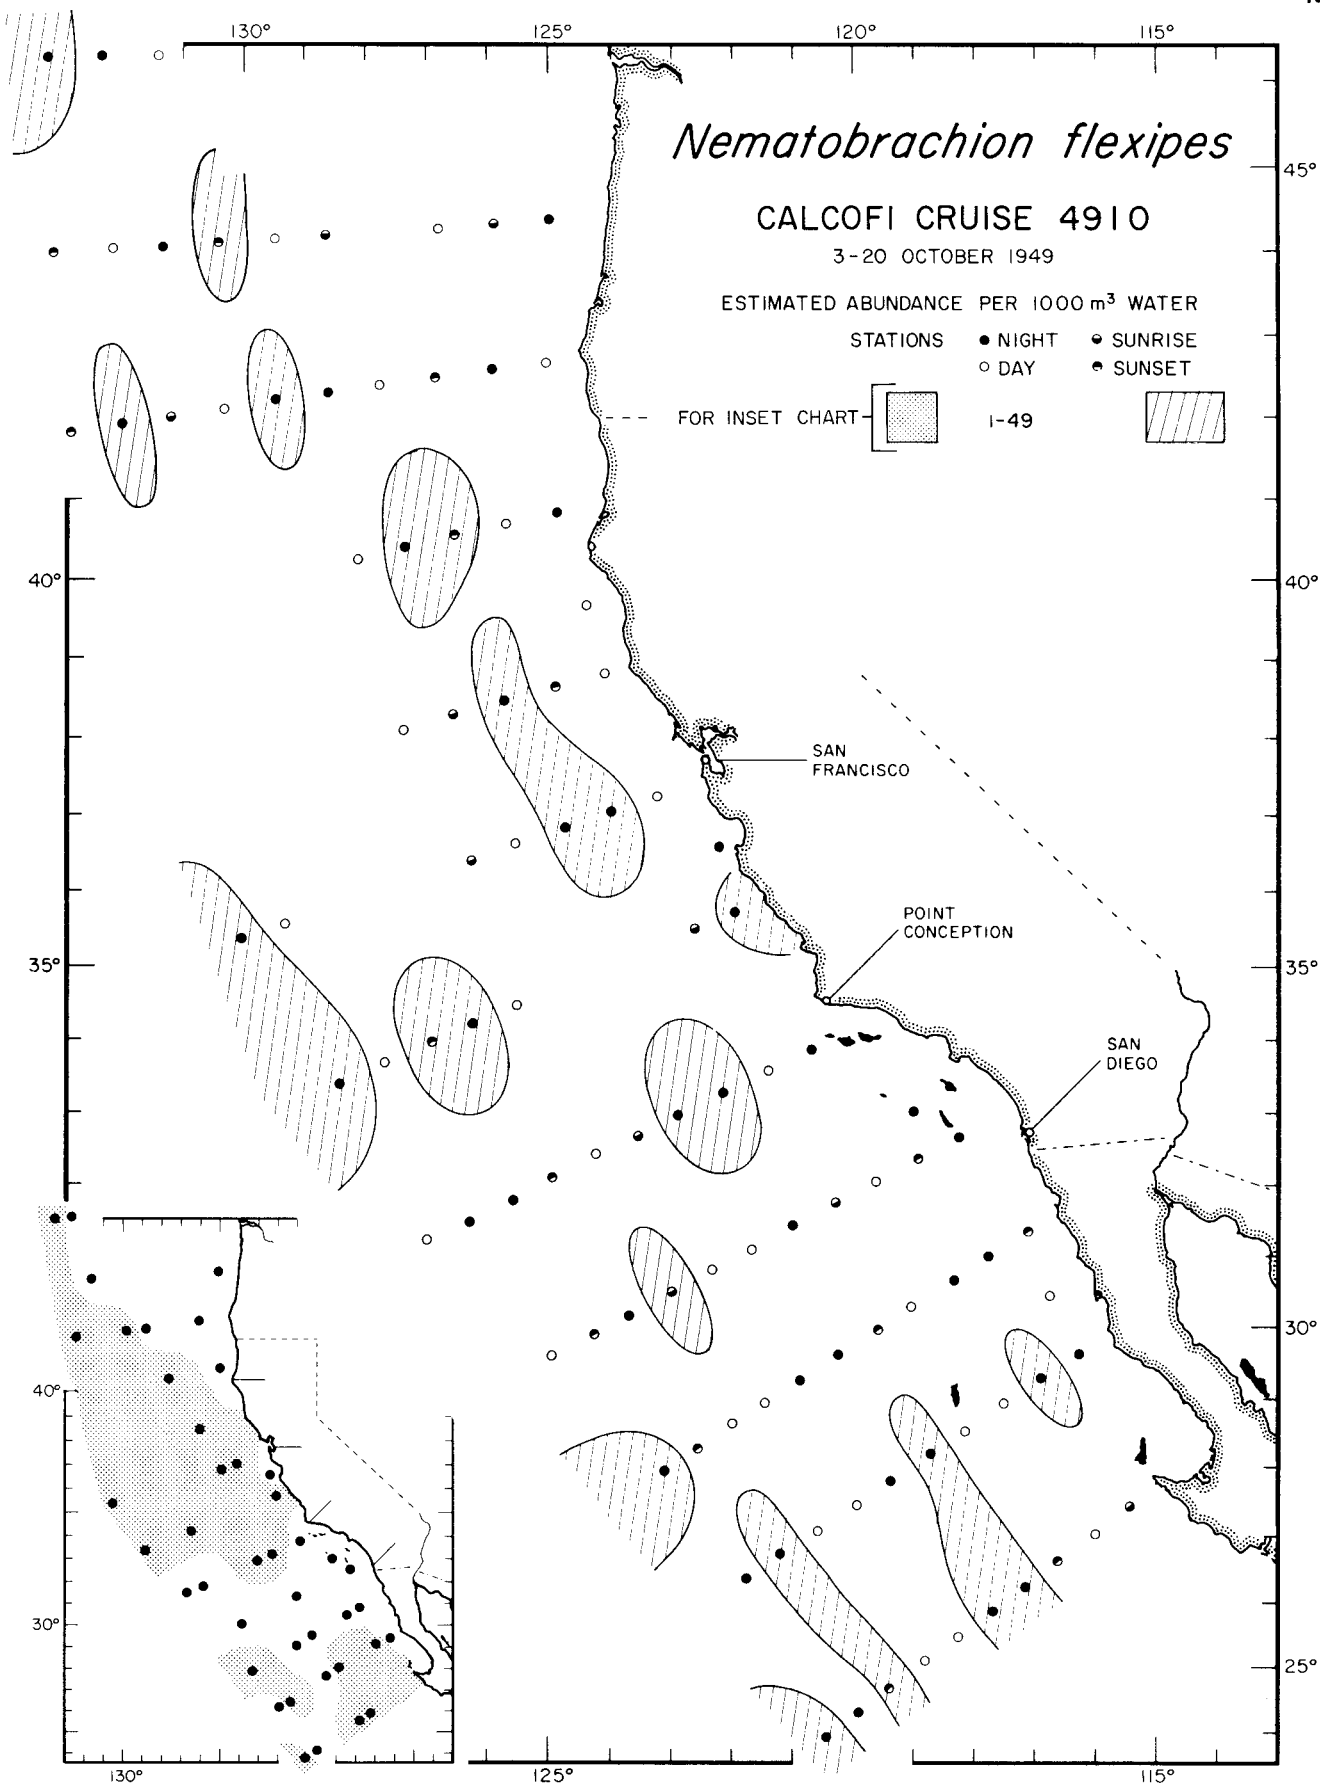 130° 125° 120° 115°
Nematobrachion flexipes
45°
CALCOFI CRUISE 4910
3-20 OCTOBER 1949
ESTIMATED ABUNDANCE PER 1000 m³ WATER
STATIONS ● NIGHT ◒ SUNRISE
○ DAY ◓ SUNSET
FOR INSET CHART 1-49
40° 40°
SAN
FRANCISCO
POINT
CONCEPTION
35° 35°
SAN
DIEGO
30°
40°
30°
25°
130° 125° 120° 115°